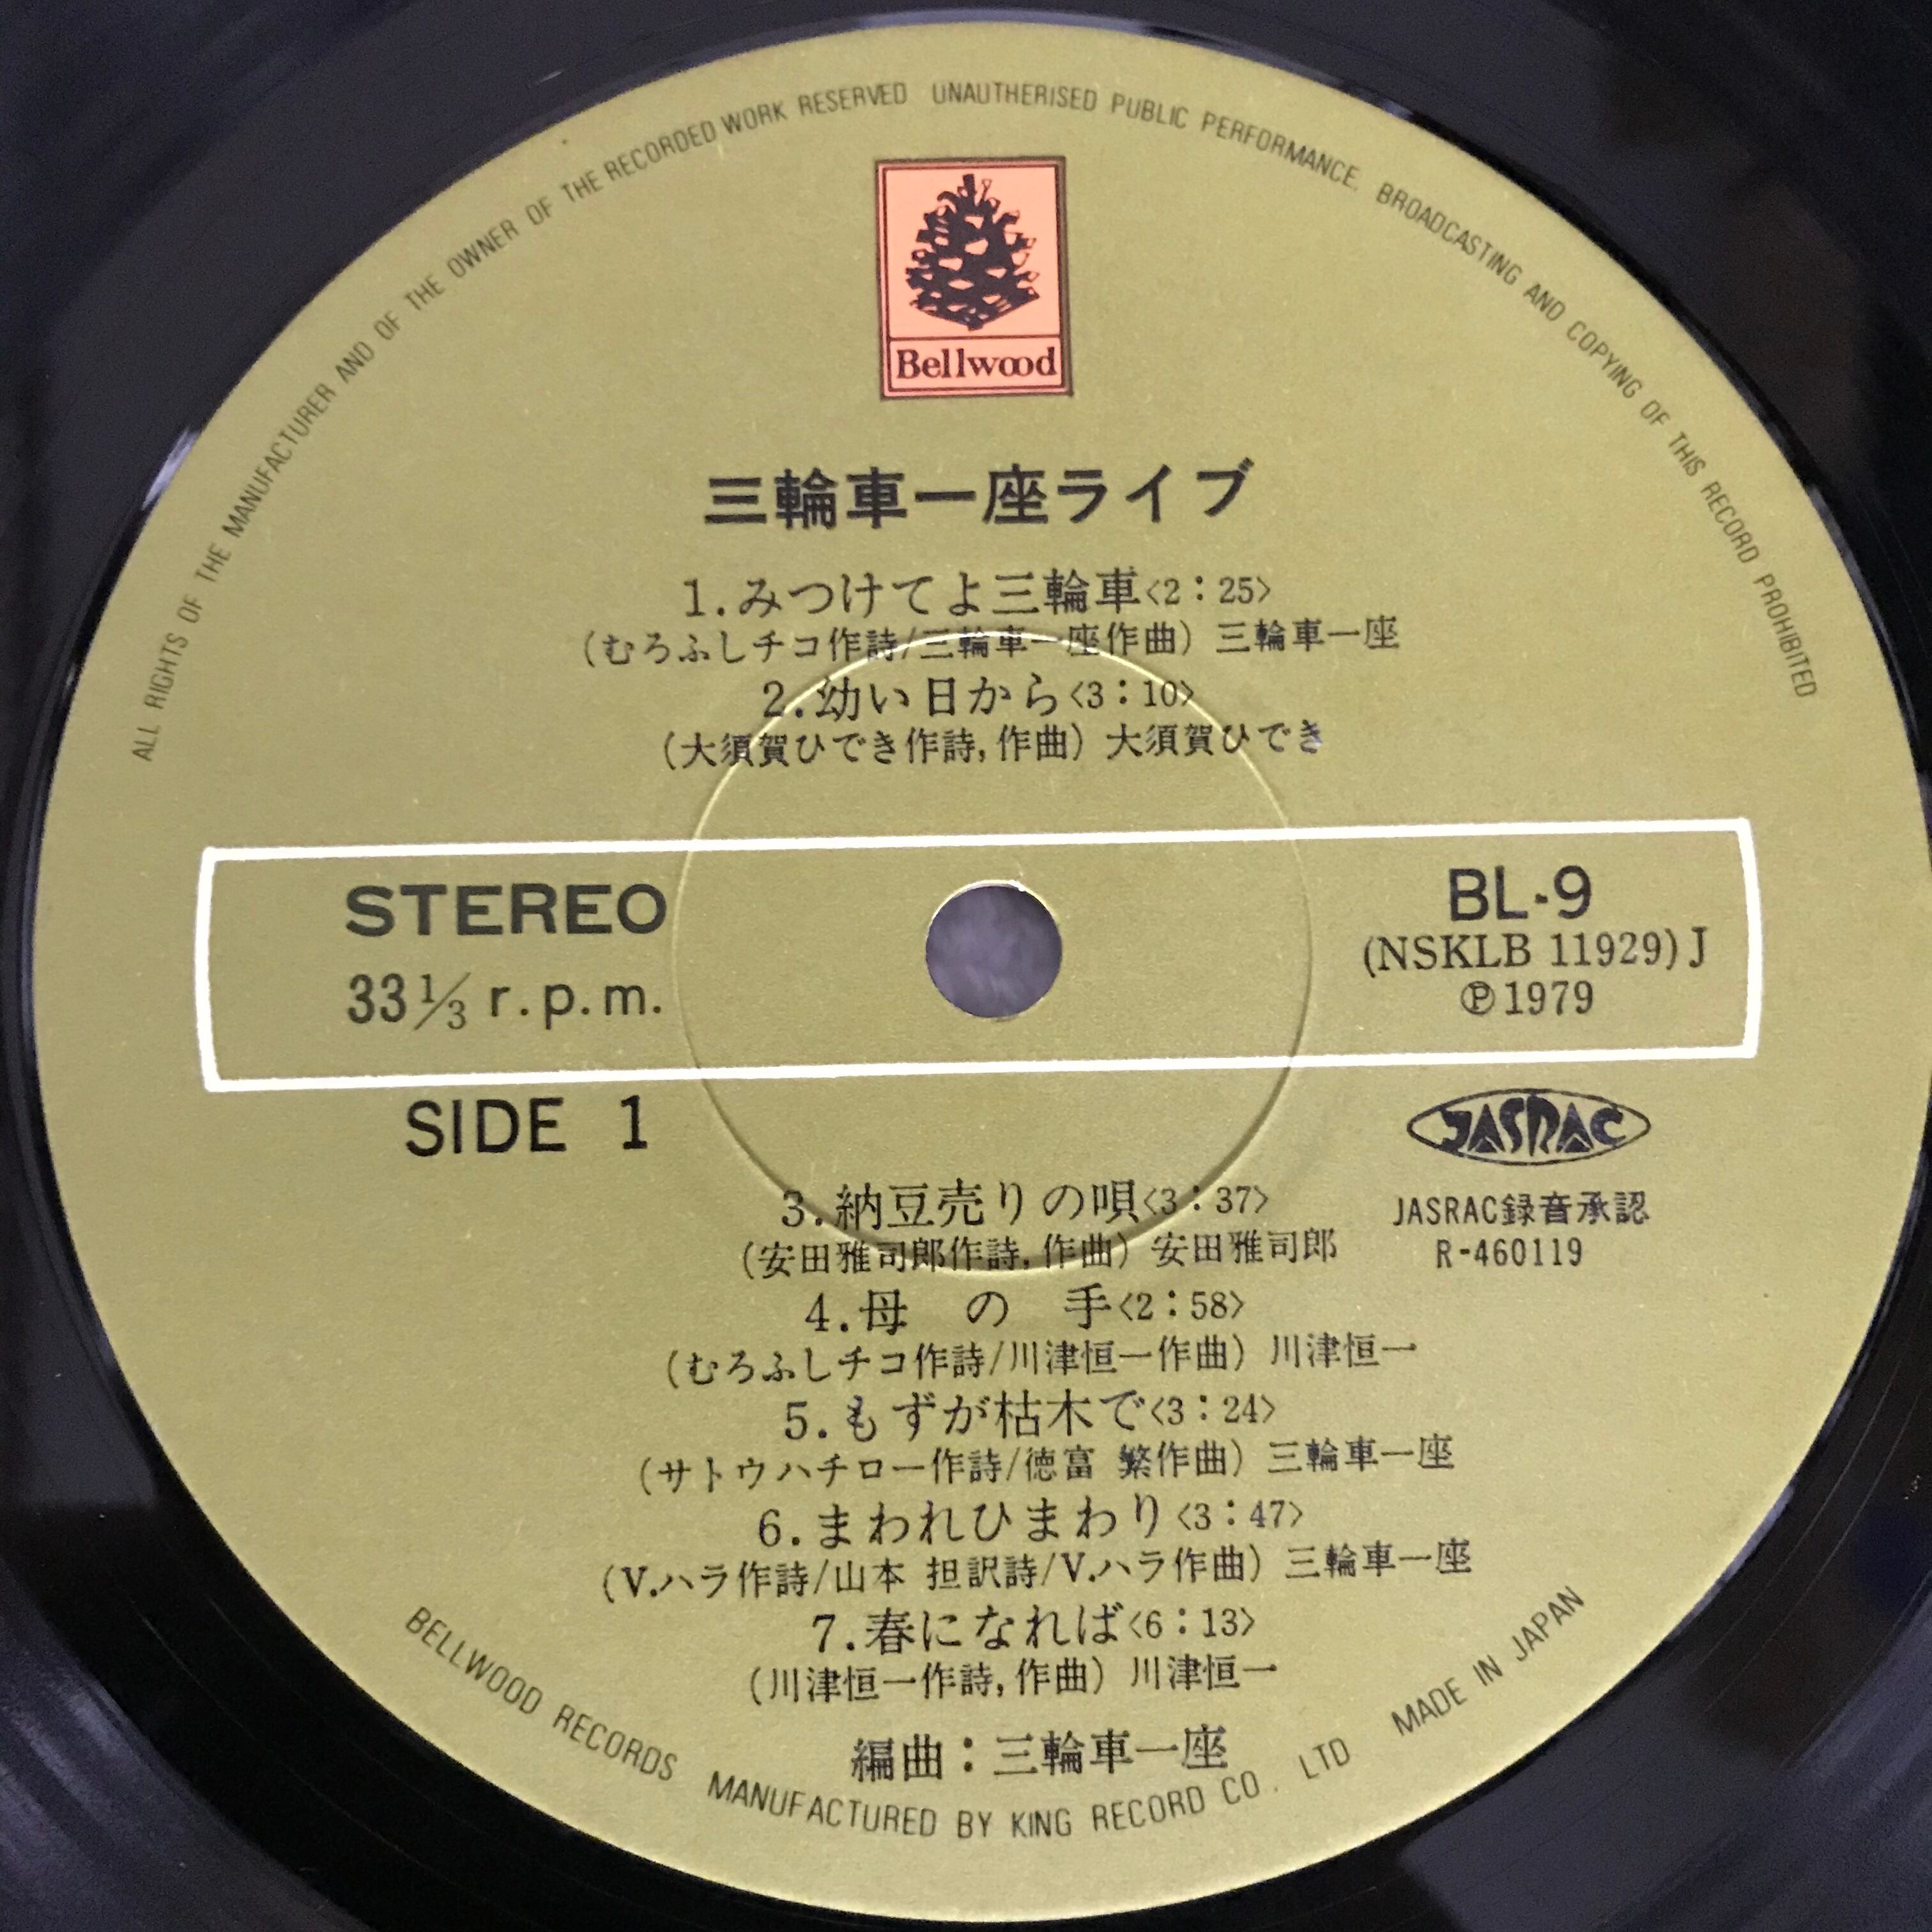 ALL RIGHTS OF THE MANUFACTURER AND OF THE OWNER OF THE RECORDED WORK RESERVED UNAUTHERISED PUBLIC PERFORMANCE. BROADCASTING AND COPYING OF THIS RECORD PROHIBITED
Bellwood
三輪車一座ライブ
1.みつけてよ三輪車<2:25>
(むろふしチコ作詩/三輪車一座作曲) 三輪車一座
2.幼い日から<3:10>
(大須賀ひでき作詩,作曲) 大須賀ひでき
STEREO
33⅓ r.p.m.
BL-9
(NSKLB 11929)J
Ⓟ1979
SIDE 1
JASRAC
JASRAC録音承認
R-460119
3.納豆売りの唄<3:37>
(安田雅司郎作詩,作曲) 安田雅司郎
4.母 の 手<2:58>
(むろふしチコ作詩/川津恒一作曲) 川津恒一
5.もずが枯木で<3:24>
(サトウハチロー作詩/徳富 繁作曲) 三輪車一座
6.まわれひまわり<3:47>
(V.ハラ作詩/山本 担訳詩/V.ハラ作曲) 三輪車一座
7.春になれば<6:13>
(川津恒一作詩,作曲) 川津恒一
編曲:三輪車一座
BELLWOOD RECORDS MANUFACTURED BY KING RECORD CO. LTD MADE IN JAPAN